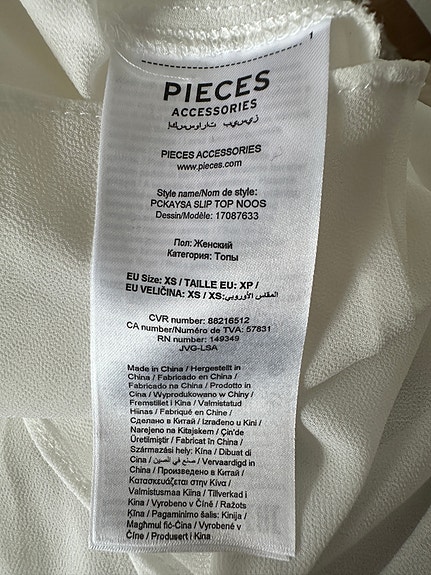 1
PIECES
ACCESSORIES
PIECES ACCESSORIES
www.pieces.com
Style name/Nom de style:
PCKAYSA SLIP TOP NOOS
Dessin/Modèle: 17087633
Пол: Женский
Категория: Топы
EU Size: XS / TAILLE EU: XP /
EU VELIČINA: XS / XS:المقاس الأوروبي
CVR number: 88216512
CA number/Numéro de TVA: 57831
RN number: 149349
JVG-LSA
Made in China / Hergestellt in
China / Fabricado en China /
Fabricado na China / Prodotto in
Cina / Wyprodukowano w Chiny /
Fremstillet i Kina / Valmistatud
Hiinas / Fabriqué en Chine /
Сделано в Китай / Izrađeno u Kini /
Narejeno na Kitajskem / Çin'de
Üretilmiştir / Fabricat în China /
Származási hely: Kína / Dibuat di
Cina / صنع في الصين / Vervaardigd in
China / Произведено в Китай /
Κατασκευάζεται στην Κίνα /
Valmistusmaa Kiina / Tillverkad i
Kina / Vyrobeno v Číně / Ražots
Ķīna / Pagaminimo šalis: Kinija /
Maghmul fiċ-Ċina / Vyrobené v
Číne / Produsert i Kina